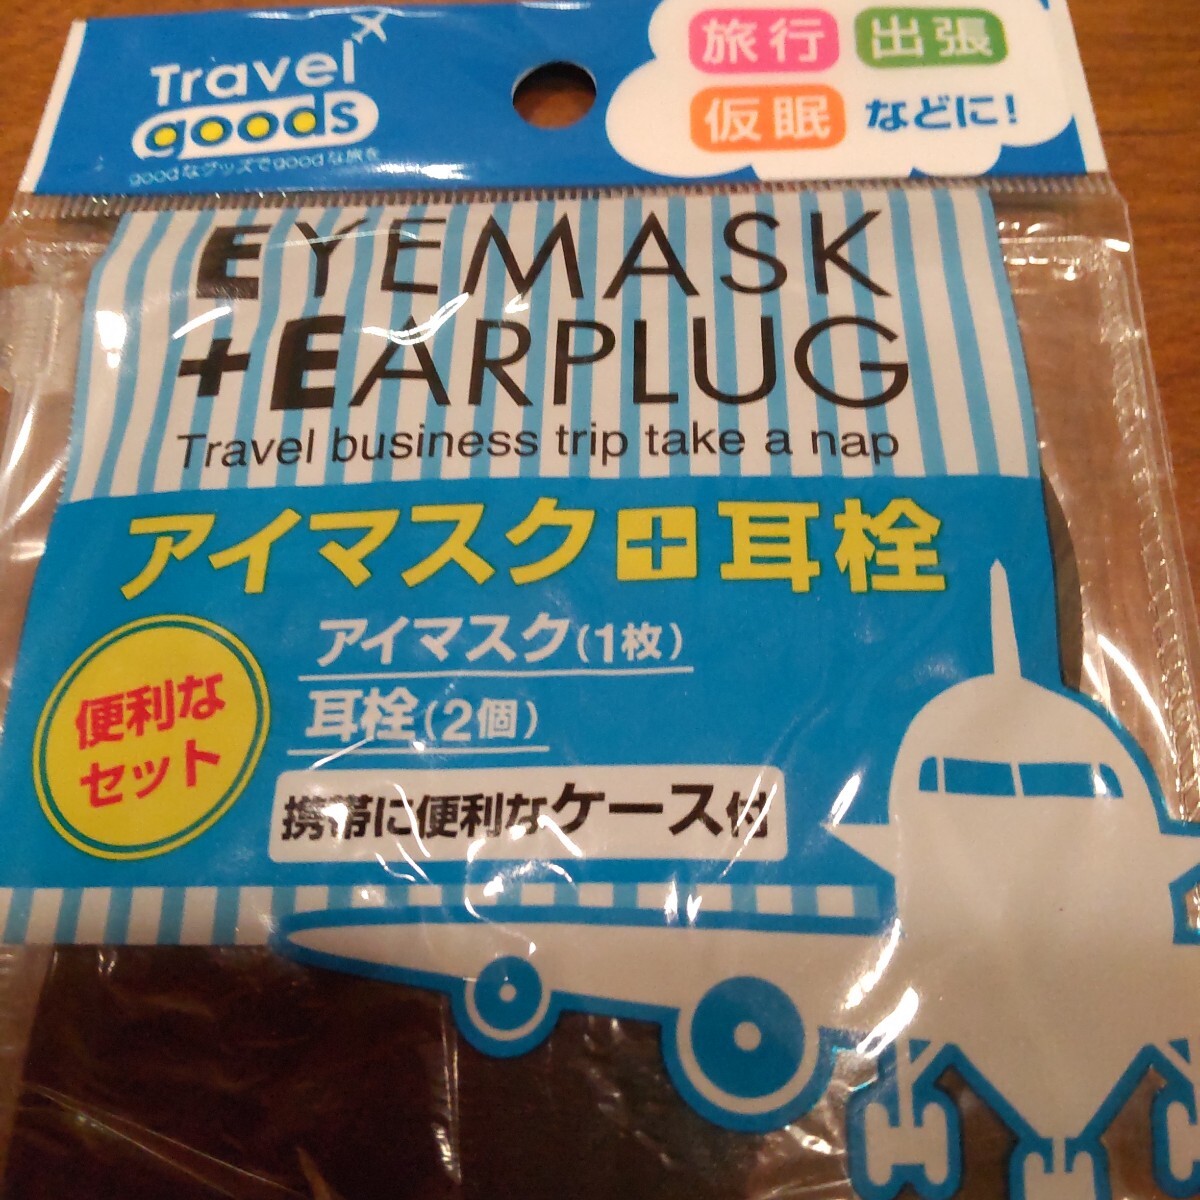 Travel
goods
goodなグッズでgoodな旅を
旅行 出張
仮眠 などに!
EYEMASK
+EARPLUG
Travel business trip take a nap
アイマスク+耳栓
便利な
セット
アイマスク(1枚)
耳栓(2個)
携帯に便利なケース付